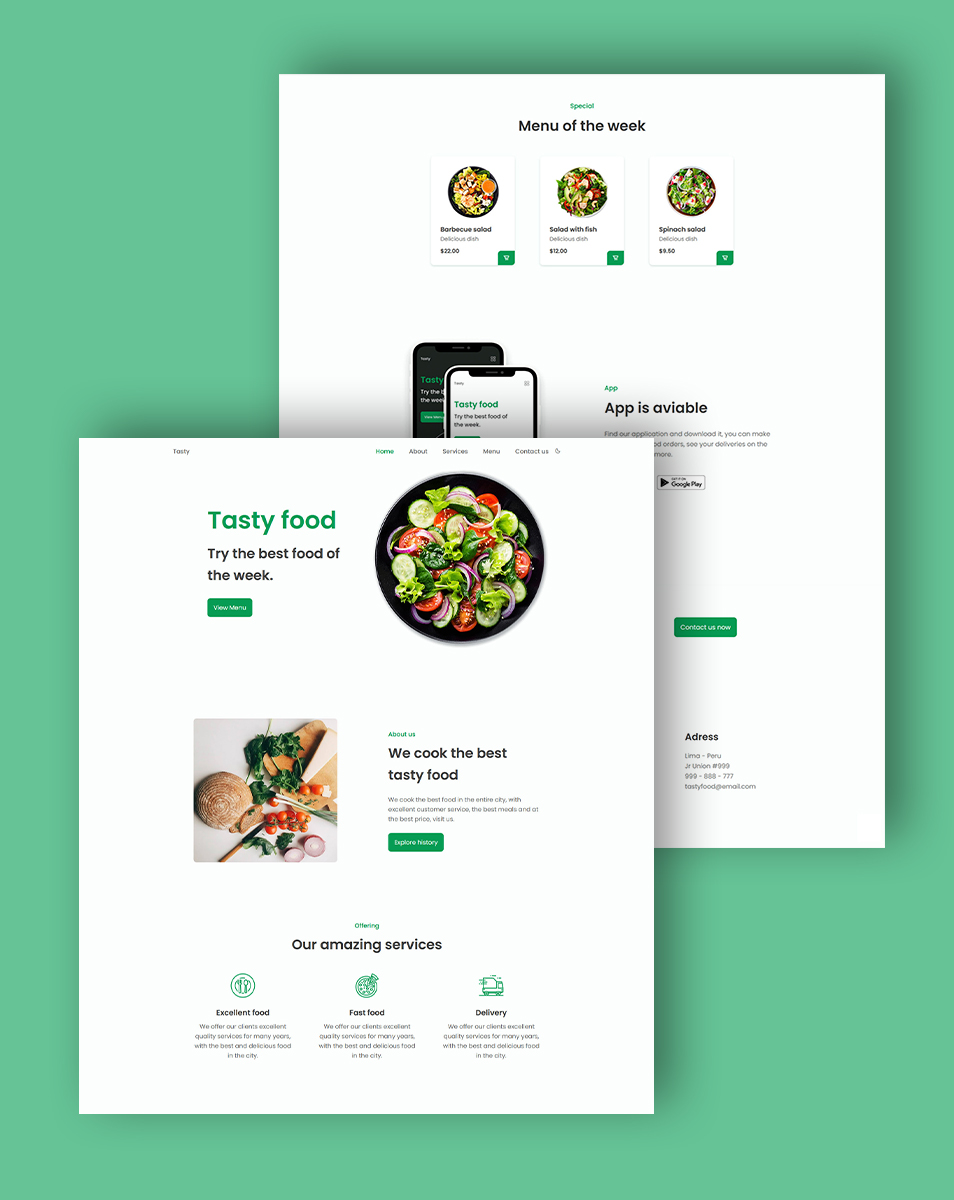 Special
Menu of the week
Barbecue salad
Delicious dish
$22.00
Salad with fish
Delicious dish
$12.00
Spinach salad
Delicious dish
$9.50
Tasty
Tasty
Try the
the week
View Menu
Tasty
Tasty food
Try the best food of
the week.
App
App is aviable
Find our application and download it, you can make
food orders, see your deliveries on the
more.
GET IT ON
Google Play
Contact us now
Adress
Lima - Peru
Jr Union #999
999 - 888 - 777
tastyfood@email.com
Tasty
Home
About
Services
Menu
Contact us
Tasty food
Try the best food of
the week.
View Menu
About us
We cook the best
tasty food
We cook the best food in the entire city, with
excellent customer service, the best meals and at
the best price, visit us.
Explore history
Offering
Our amazing services
Excellent food
We offer our clients excellent
quality services for many years,
with the best and delicious food
in the city.
Fast food
We offer our clients excellent
quality services for many years,
with the best and delicious food
in the city.
Delivery
We offer our clients excellent
quality services for many years,
with the best and delicious food
in the city.